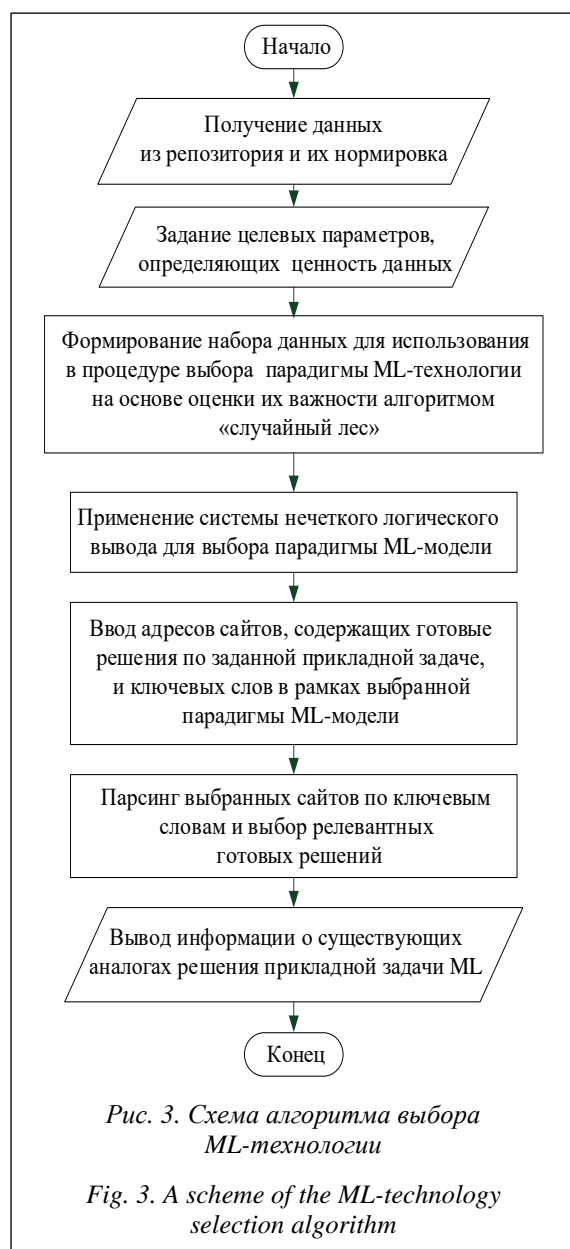 Начало
Получение данных
из репозитория и их нормировка
Задание целевых параметров,
определяющих ценность данных
Формирование набора данных для использования
в процедуре выбора парадигмы ML-технологии
на основе оценки их важности алгоритмом
«случайный лес»
Применение системы нечеткого логического
вывода для выбора парадигмы ML-модели
Ввод адресов сайтов, содержащих готовые
решения по заданной прикладной задаче,
и ключевых слов в рамках выбранной
парадигмы ML-модели
Парсинг выбранных сайтов по ключевым
словам и выбор релевантных
готовых решений
Вывод информации о существующих
аналогах решения прикладной задачи ML
Конец
Рис. 3. Схема алгоритма выбора
ML-технологии
Fig. 3. A scheme of the ML-technology
selection algorithm